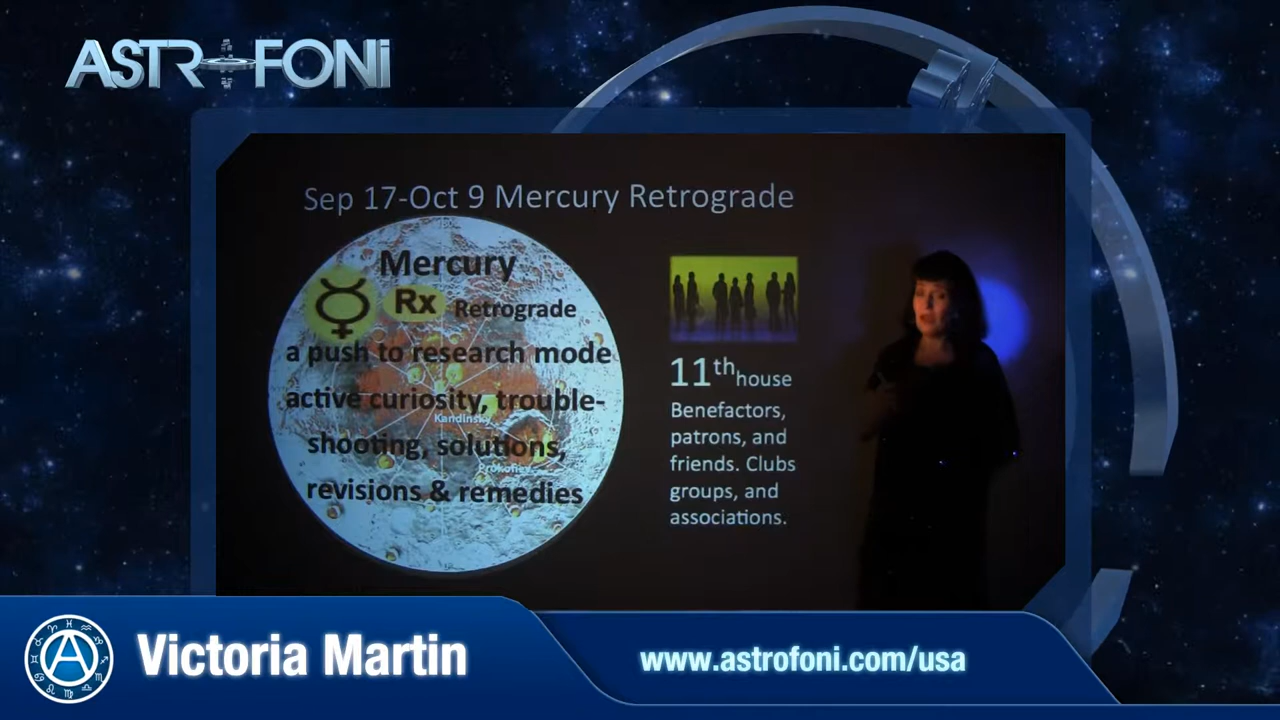 ASTROFONi
Sep 17-Oct 9 Mercury Retrograde
Mercury
Rx Retrograde
a push to research mode
active curiosity, trouble-
Kandinsky
shooting, solutions,
Prokofiev
revisions & remedies
11th house
Benefactors,
patrons, and
friends. Clubs
groups, and
associations.
A
Victoria Martin
www.astrofoni.com/usa